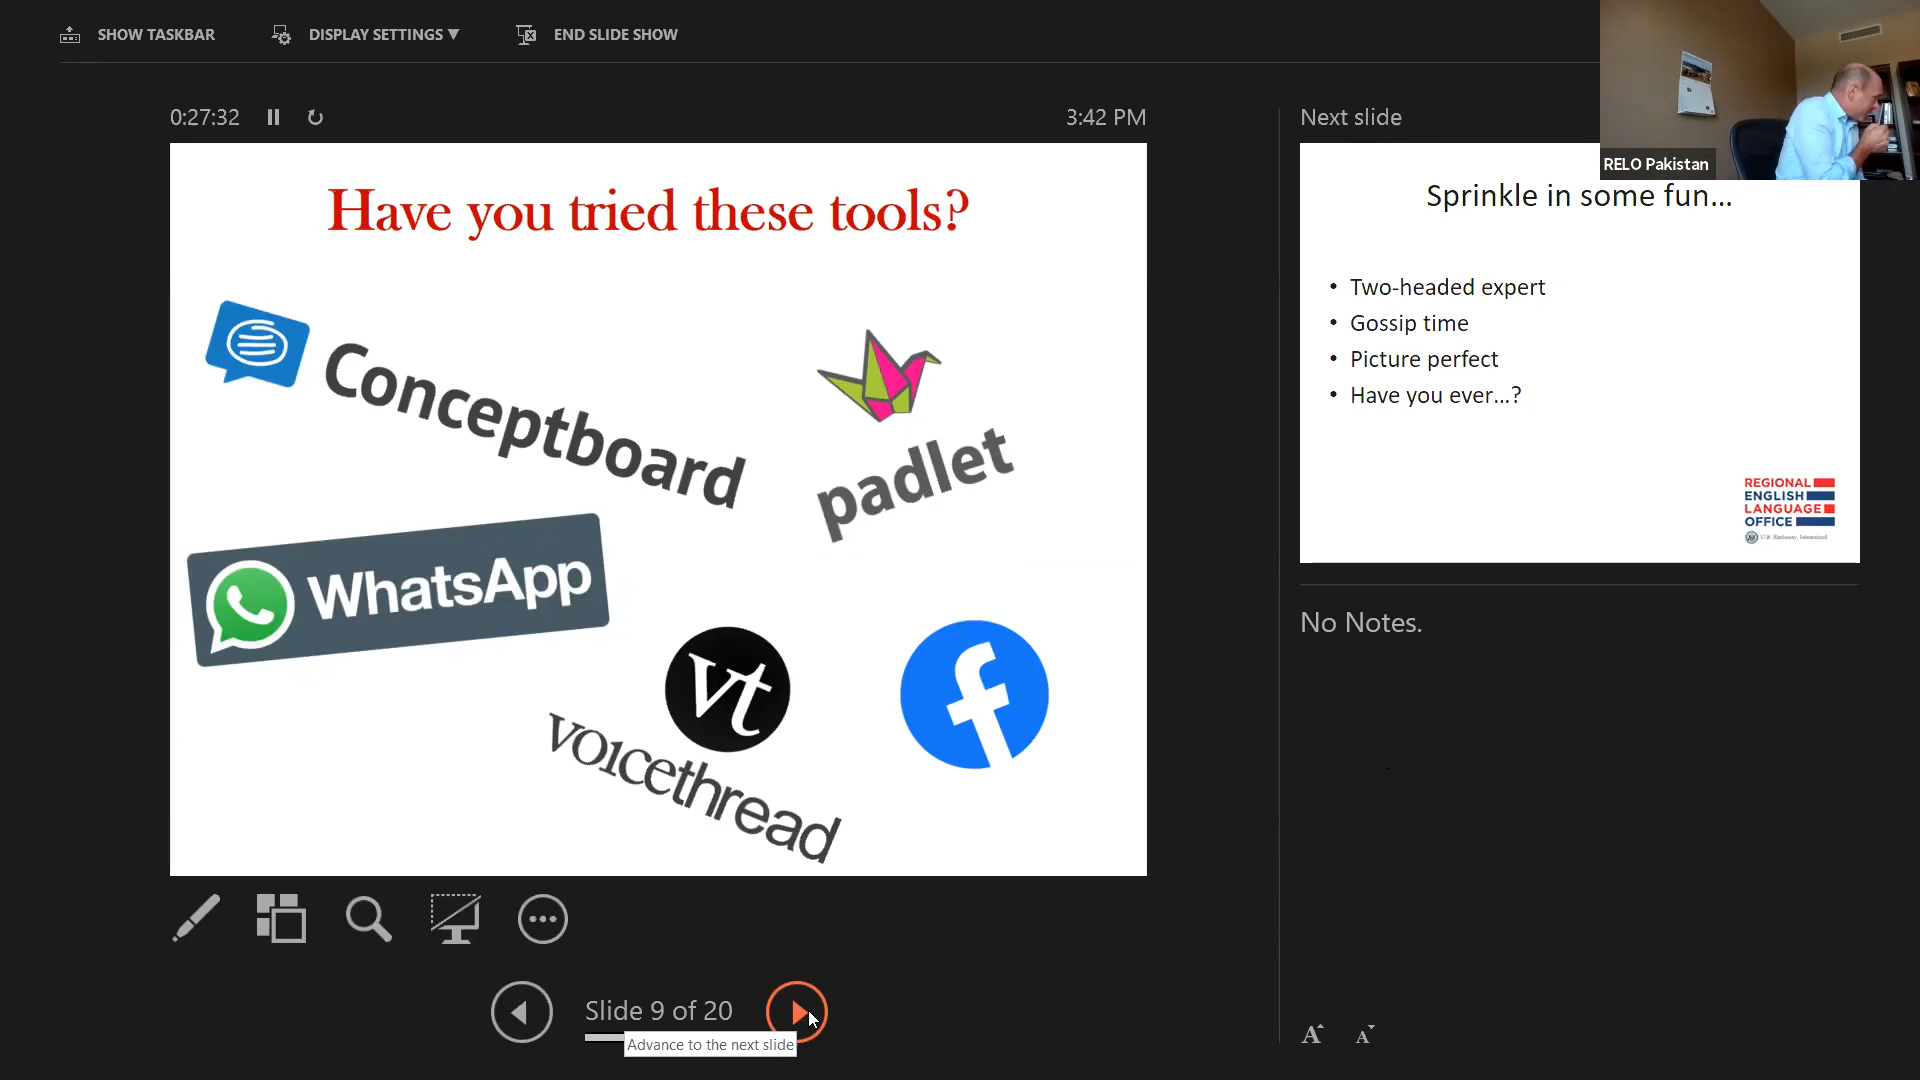 SHOW TASKBAR
DISPLAY SETTINGS ▼
END SLIDE SHOW
0:27:32
3:42 PM
Have you tried these tools?
Conceptboard
padlet
WhatsApp
vt
voicethread
Slide 9 of 20
Advance to the next slide
Next slide
RELO Pakistan
Sprinkle in some fun...
• Two-headed expert
• Gossip time
• Picture perfect
• Have you ever...?
REGIONAL
ENGLISH
LANGUAGE
OFFICE
U.S. Embassy, Islamabad
No Notes.
A A